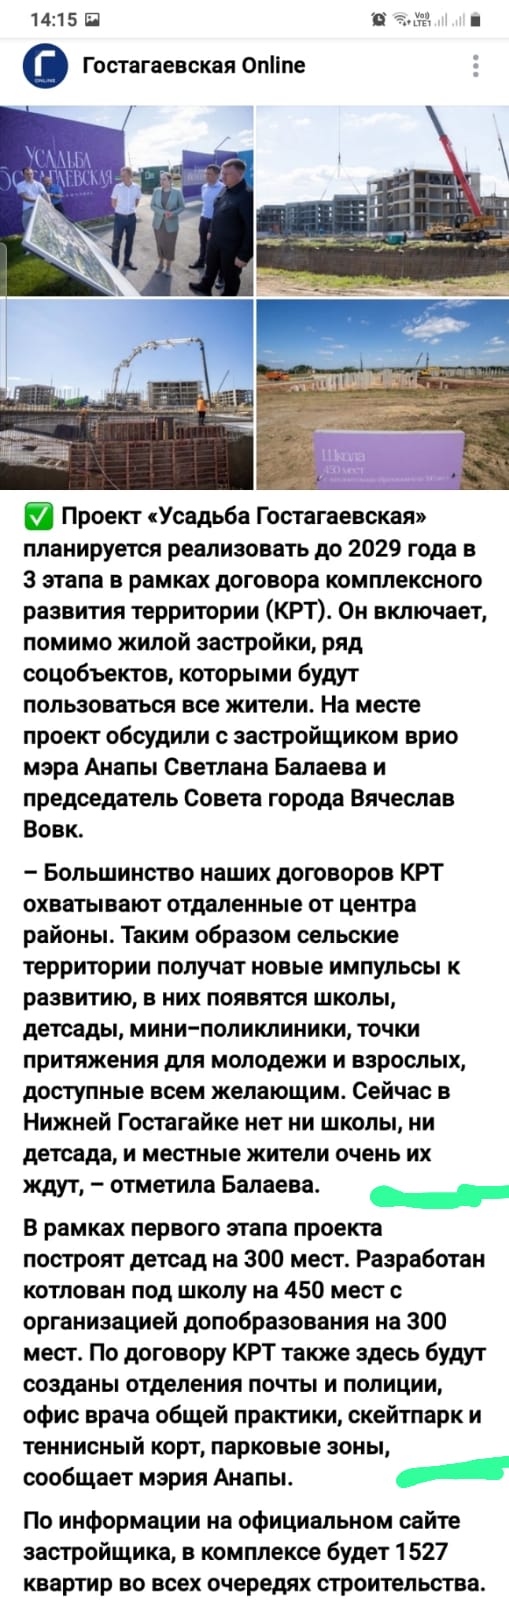 14:15
Vo)) LTE1
Гостагаевская Online
ONLINE
УСАДЬБА
ГОСТАГАЕВСКАЯ
Школа
450 мест
✅ Проект «Усадьба Гостагаевская»
планируется реализовать до 2029 года в
3 этапа в рамках договора комплексного
развития территории (КРТ). Он включает,
помимо жилой застройки, ряд
соцобъектов, которыми будут
пользоваться все жители. На месте
проект обсудили с застройщиком врио
мэра Анапы Светлана Балаева и
председатель Совета города Вячеслав
Вовк.
– Большинство наших договоров КРТ
охватывают отдаленные от центра
районы. Таким образом сельские
территории получат новые импульсы к
развитию, в них появятся школы,
детсады, мини-поликлиники, точки
притяжения для молодежи и взрослых,
доступные всем желающим. Сейчас в
Нижней Гостагайке нет ни школы, ни
детсада, и местные жители очень их
ждут, – отметила Балаева.
В рамках первого этапа проекта
построят детсад на 300 мест. Разработан
котлован под школу на 450 мест с
организацией допобразования на 300
мест. По договору КРТ также здесь будут
созданы отделения почты и полиции,
офис врача общей практики, скейтпарк и
теннисный корт, парковые зоны,
сообщает мэрия Анапы.
По информации на официальном сайте
застройщика, в комплексе будет 1527
квартир во всех очередях строительства.